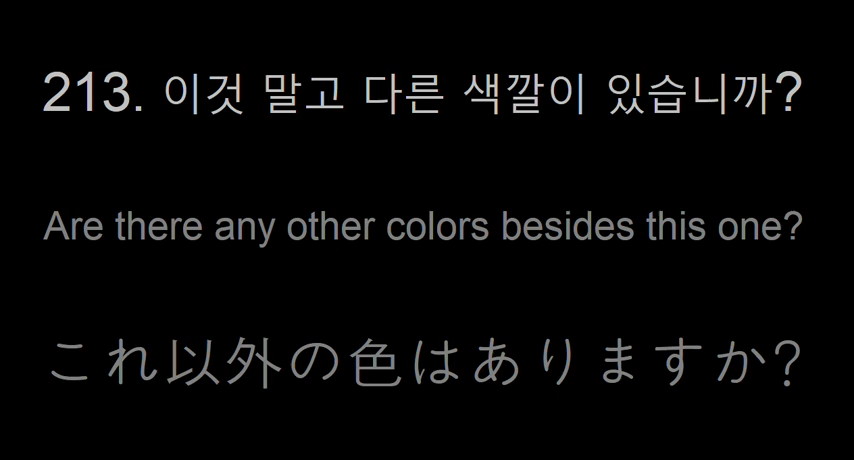 213. 이것 말고 다른 색깔이 있습니까?
Are there any other colors besides this one?
これ以外の色はありますか?